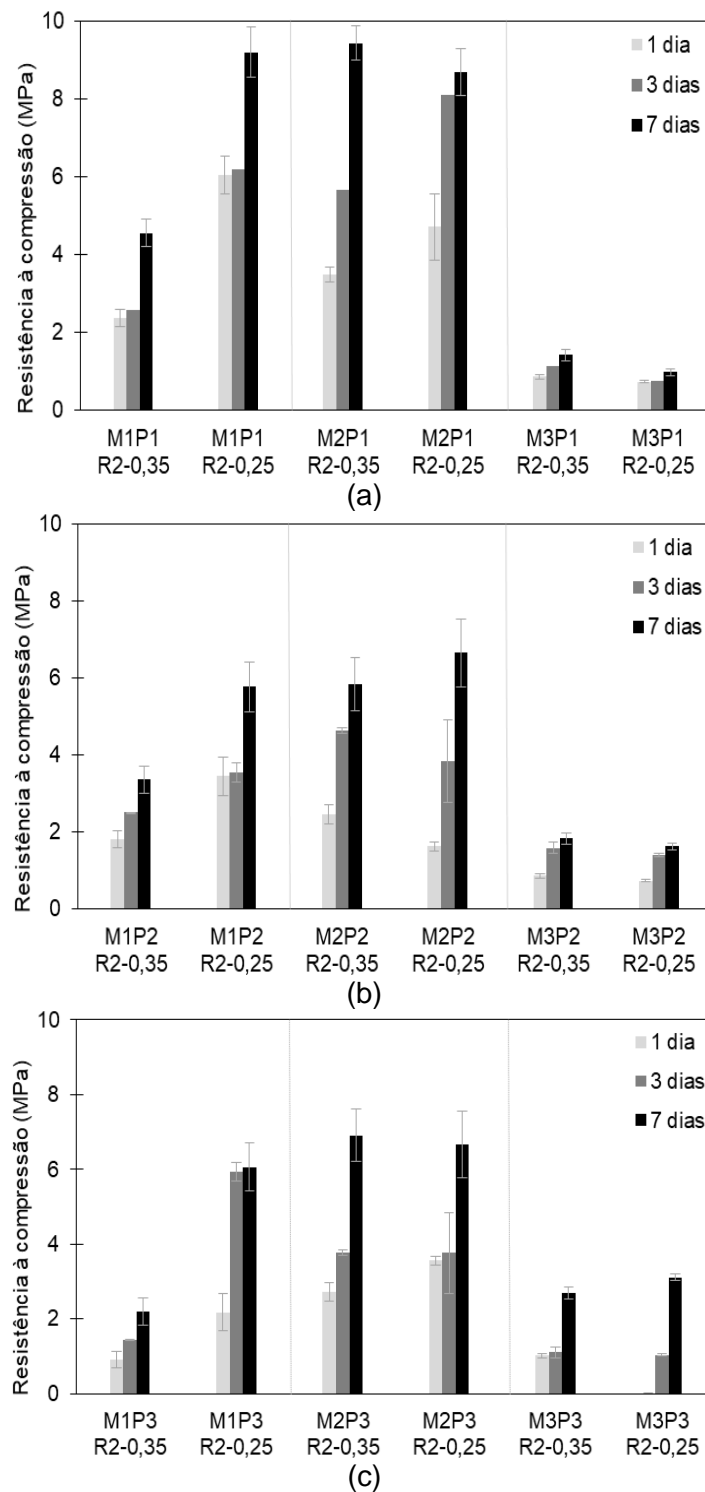 Resistência à compressão (MPa)
10
8
6
4
2
0
1 dia
3 dias
7 dias
M1P1 M1P1 M2P1 M2P1 M3P1 M3P1
R2-0,35 R2-0,25 R2-0,35 R2-0,25 R2-0,35 R2-0,25
(a)
Resistência à compressão (MPa)
10
8
6
4
2
0
1 dia
3 dias
7 dias
M1P2 M1P2 M2P2 M2P2 M3P2 M3P2
R2-0,35 R2-0,25 R2-0,35 R2-0,25 R2-0,35 R2-0,25
(b)
Resistência à compressão (MPa)
10
8
6
4
2
0
1 dia
3 dias
7 dias
M1P3 M1P3 M2P3 M2P3 M3P3 M3P3
R2-0,35 R2-0,25 R2-0,35 R2-0,25 R2-0,35 R2-0,25
(c)